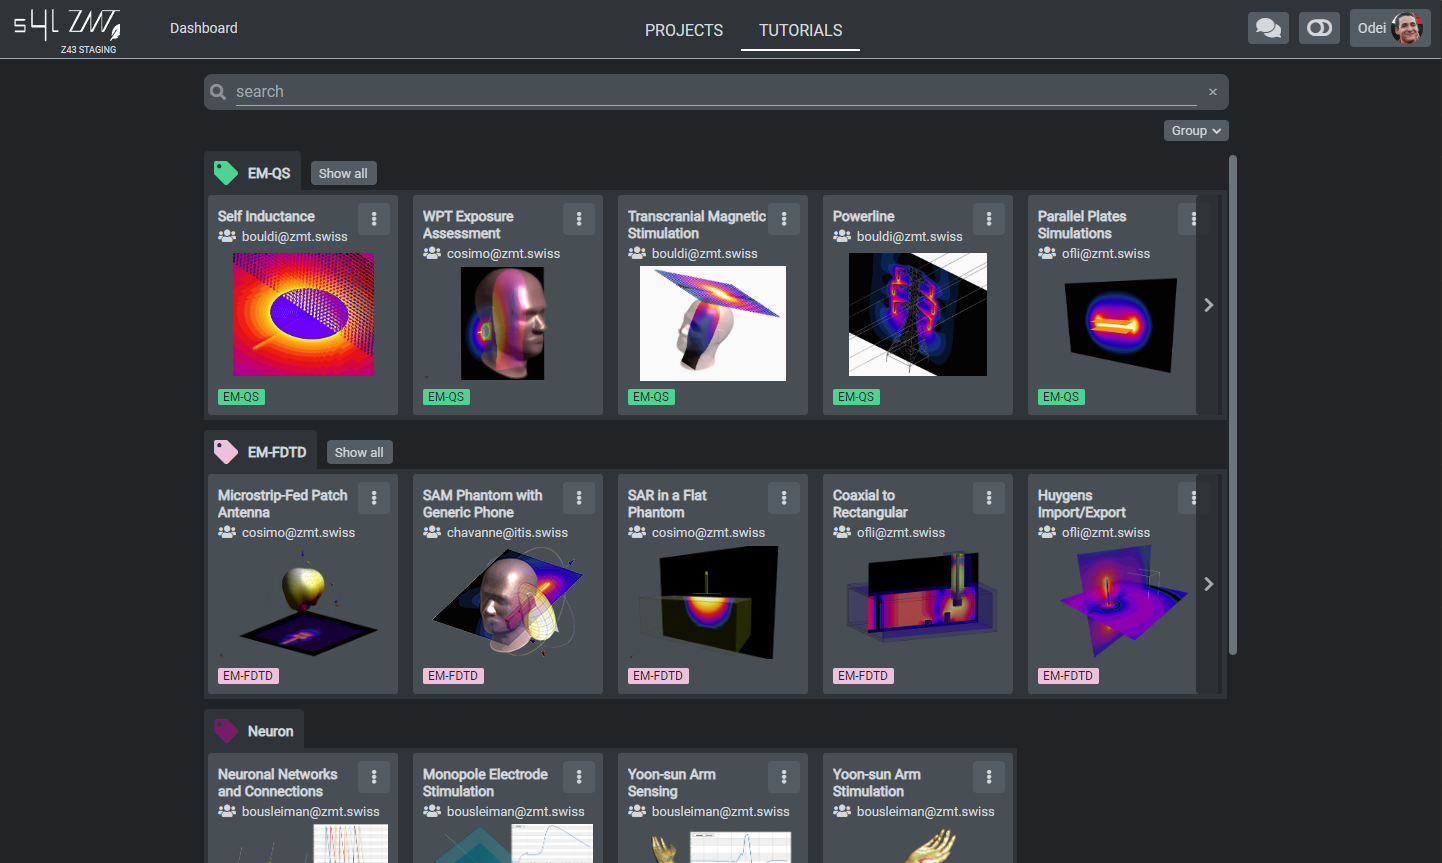 s4l ZMT
Z43 STAGING
Dashboard
PROJECTS
TUTORIALS
Odei
search
×
Group
EM-QS
Show all
Self Inductance
bouldi@zmt.swiss
EM-QS
WPT Exposure
Assessment
cosimo@zmt.swiss
EM-QS
Transcranial Magnetic
Stimulation
bouldi@zmt.swiss
EM-QS
Powerline
bouldi@zmt.swiss
EM-QS
Parallel Plates
Simulations
ofli@zmt.swiss
EM-QS
EM-FDTD
Show all
Microstrip-Fed Patch
Antenna
cosimo@zmt.swiss
EM-FDTD
SAM Phantom with
Generic Phone
chavanne@itis.swiss
EM-FDTD
SAR in a Flat
Phantom
cosimo@zmt.swiss
EM-FDTD
Coaxial to
Rectangular
ofli@zmt.swiss
EM-FDTD
Huygens
Import/Export
ofli@zmt.swiss
EM-FDTD
Neuron
Neuronal Networks
and Connections
bousleiman@zmt.swiss
Monopole Electrode
Stimulation
bousleiman@zmt.swiss
Yoon-sun Arm
Sensing
bousleiman@zmt.swiss
Yoon-sun Arm
Stimulation
bousleiman@zmt.swiss